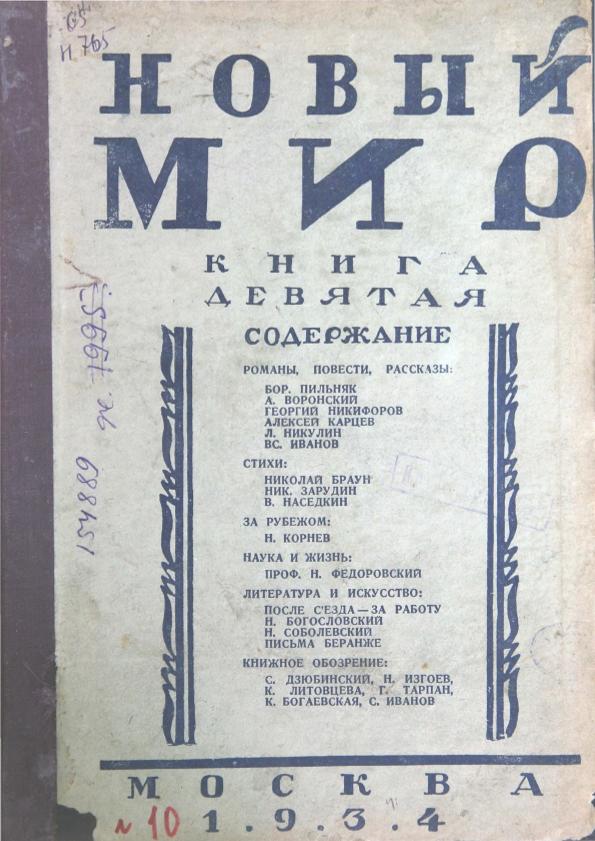 65
Н 765
НОВЫЙ
МИР
КНИГА
ДЕВЯТАЯ
СОДЕРЖАНИЕ
РОМАНЫ, ПОВЕСТИ, РАССКАЗЫ:
БОР. ПИЛЬНЯК
А. ВОРОНСКИЙ
ГЕОРГИЙ НИКИФОРОВ
АЛЕКСЕЙ КАРЦЕВ
Л. НИКУЛИН
ВС. ИВАНОВ
СТИХИ:
НИКОЛАЙ БРАУН
НИК. ЗАРУДИН
В. НАСЕДКИН
ЗА РУБЕЖОМ:
Н. КОРНЕВ
НАУКА И ЖИЗНЬ:
ПРОФ. Н. ФЕДОРОВСКИЙ
ЛИТЕРАТУРА И ИСКУССТВО:
ПОСЛЕ С'ЕЗДА — ЗА РАБОТУ
Н. БОГОСЛОВСКИЙ
Н. СОБОЛЕВСКИЙ
ПИСЬМА БЕРАНЖЕ
КНИЖНОЕ ОБОЗРЕНИЕ:
С. ДЗЮБИНСКИЙ, Н. ИЗГОЕВ,
К. ЛИТОВЦЕВА, Г. ТАРПАН,
К. БОГАЕВСКАЯ, С. ИВАНОВ
МОСКВА
№ 10 1.9.3.4